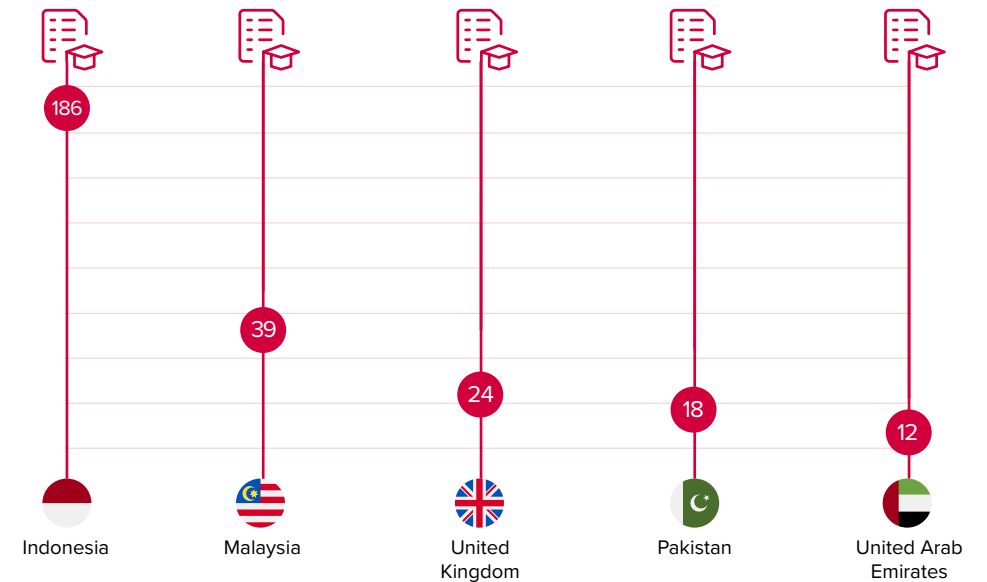 186
39
24
18
12
Indonesia
Malaysia
United
Kingdom
Pakistan
United Arab
Emirates